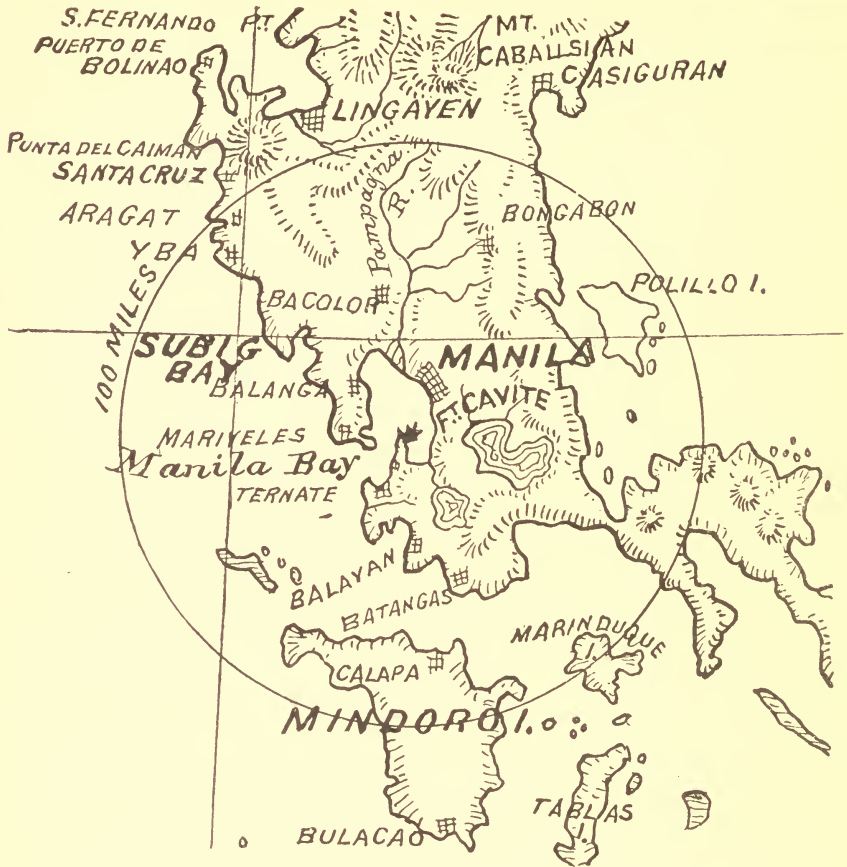 S. FERNANDO PT.
PUERTO DE
BOLINAO
MT.
CABALISIAN
CASIGURAN
LINGAYEN
PUNTA DEL CAIMAN
SANTA CRUZ
ARAGAT
YBA
Pampagna R.
BONGABON
BACOLOR
POLILLO I.
100 MILES
SUBIG
BAY
MANILA
BALANGA
FT. CAVITE
MARIVELES
Manila Bay
TERNATE
BALAYAN
BATANGAS
MARINDUQUE
I.
CALAPA
MINDORO I.
TABLAS
I.
BULACAO